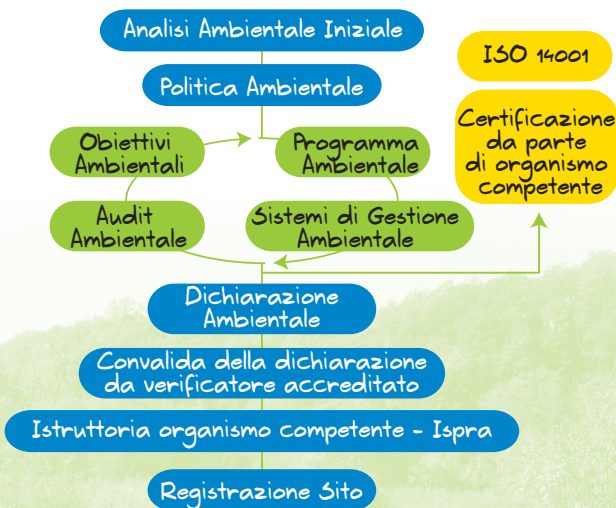 Analisi Ambientale Iniziale
Politica Ambientale
Obiettivi
Ambientali
Programma
Ambientale
Audit
Ambientale
Sistemi di Gestione
Ambientale
ISO 14001
Certificazione
da parte
di organismo
competente
Dichiarazione
Ambientale
Convalida della dichiarazione
da verificatore accreditato
Istruttoria organismo competente - Ispra
Registrazione Sito